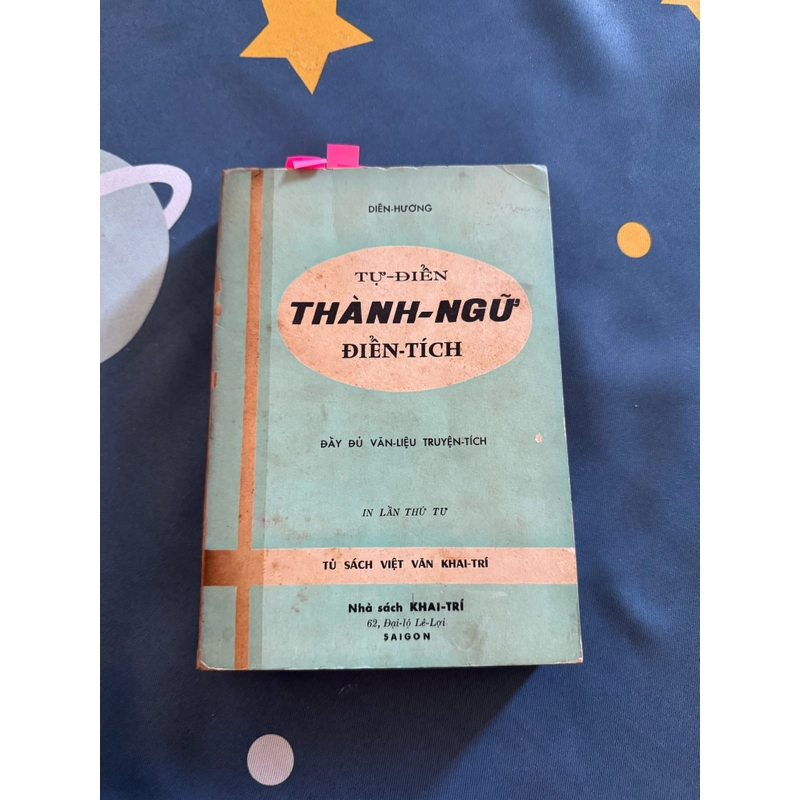 DIÊN-HƯƠNG
TỰ-ĐIỂN
THÀNH-NGỮ
ĐIỂN-TÍCH
ĐẦY ĐỦ VĂN-LIỆU TRUYỆN-TÍCH
IN LẦN THỨ TƯ
TỦ SÁCH VIỆT VĂN KHAI-TRÍ
Nhà sách KHAI-TRÍ
62, Đại-lộ Lê-Lợi
SAIGON